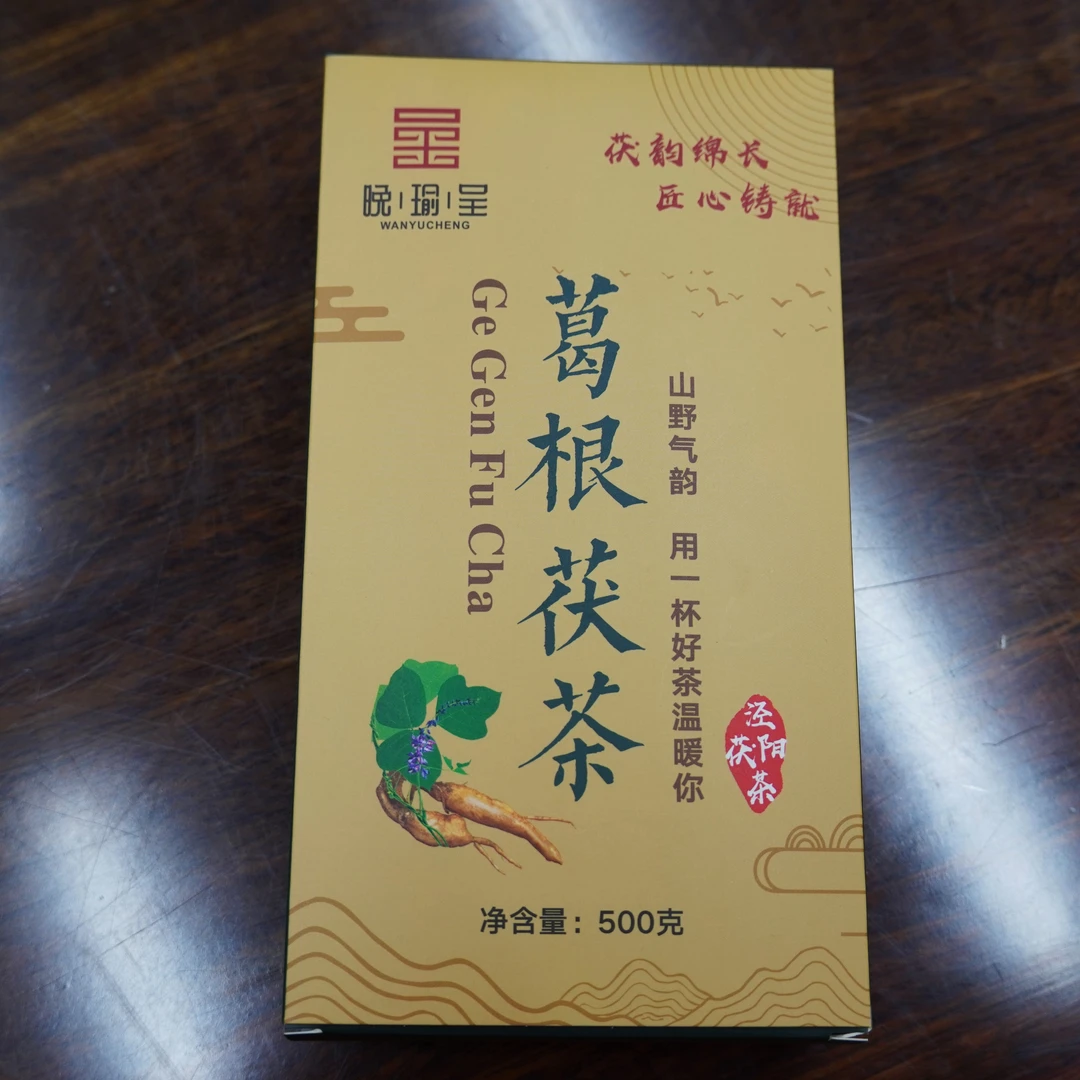 晚瑜呈
WANYUCHENG
茯韵绵长
匠心铸就
葛根茯茶
Ge Gen Fu Cha
山野气韵 用一杯好茶温暖你
泾阳茯茶
净含量：500克